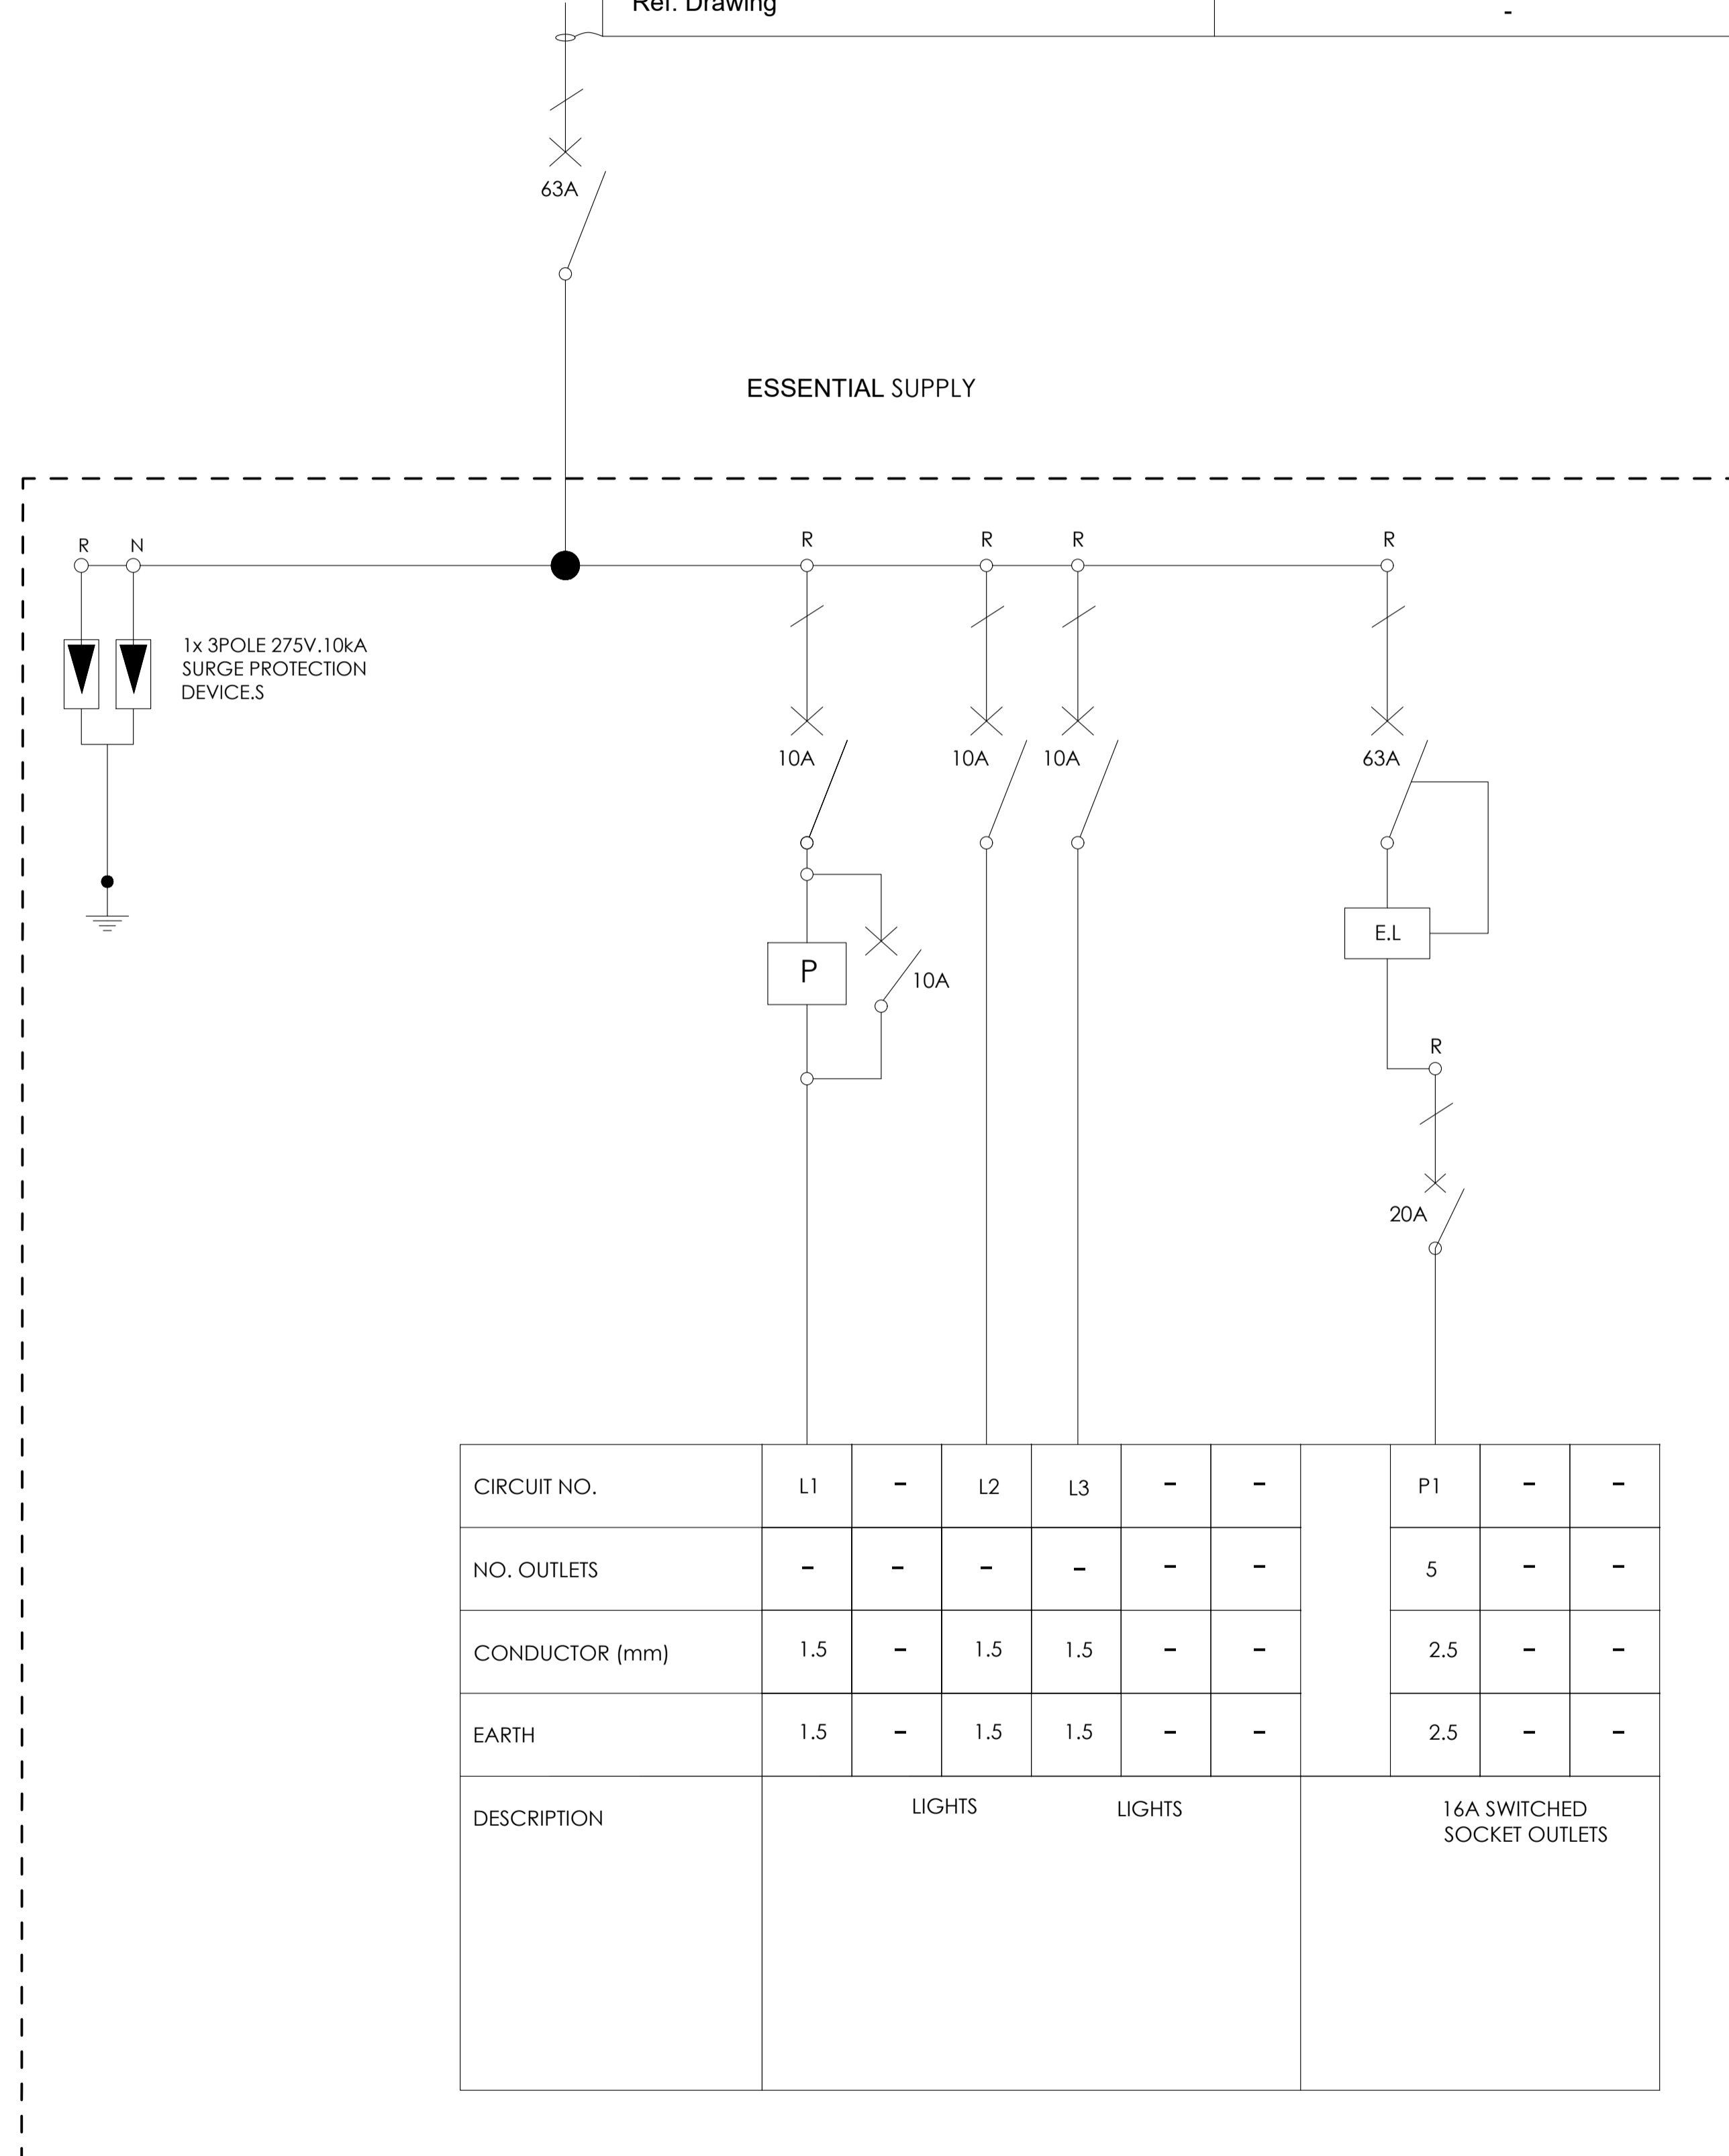 Ref. Drawing -
63A
ESSENTIAL SUPPLY
R N R R R R
1x 3POLE 275V.10kA
SURGE PROTECTION
DEVICE.S
10A 10A 10A 63A
E.L
P
10A
R
20A
CIRCUIT NO. L1 - L2 L3 - - P1 - -
NO. OUTLETS - - - - - - 5 - -
CONDUCTOR (mm) 1.5 - 1.5 1.5 - - 2.5 - -
EARTH 1.5 - 1.5 1.5 - - 2.5 - -
DESCRIPTION LIGHTS LIGHTS 16A SWITCHED
SOCKET OUTLETS